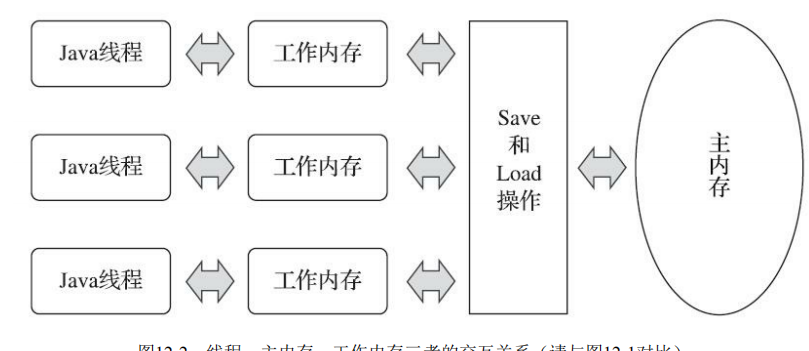 Java线程
工作内存
Java线程
工作内存
Java线程
工作内存
Save
和
Load
操作
主
内
存
图12-2 线程、主内存、工作内存三者的交互关系（请与图12-1对比）